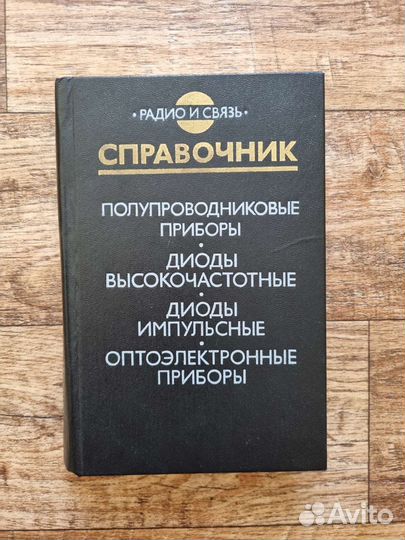 • РАДИО И СВЯЗЬ •
СПРАВОЧНИК
ПОЛУПРОВОДНИКОВЫЕ
ПРИБОРЫ
•
ДИОДЫ
ВЫСОКОЧАСТОТНЫЕ
•
ДИОДЫ
ИМПУЛЬСНЫЕ
•
ОПТОЭЛЕКТРОННЫЕ
ПРИБОРЫ
Avito